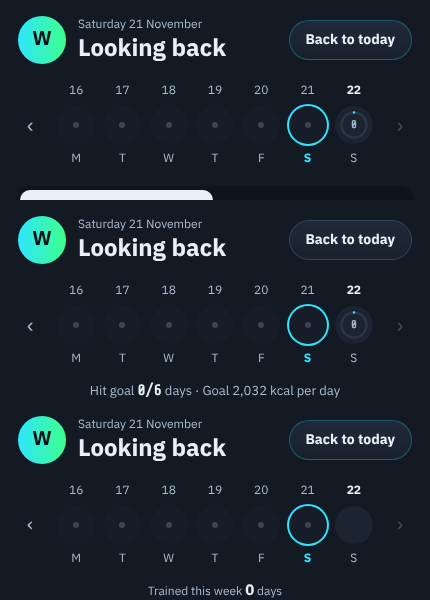 W
Saturday 21 November
Looking back
Back to today
16 17 18 19 20 21 22
‹ 0 ›
M T W T F S S
W
Saturday 21 November
Looking back
Back to today
16 17 18 19 20 21 22
‹ 0 ›
M T W T F S S
Hit goal 0/6 days · Goal 2,032 kcal per day
W
Saturday 21 November
Looking back
Back to today
16 17 18 19 20 21 22
‹ ›
M T W T F S S
Trained this week 0 days